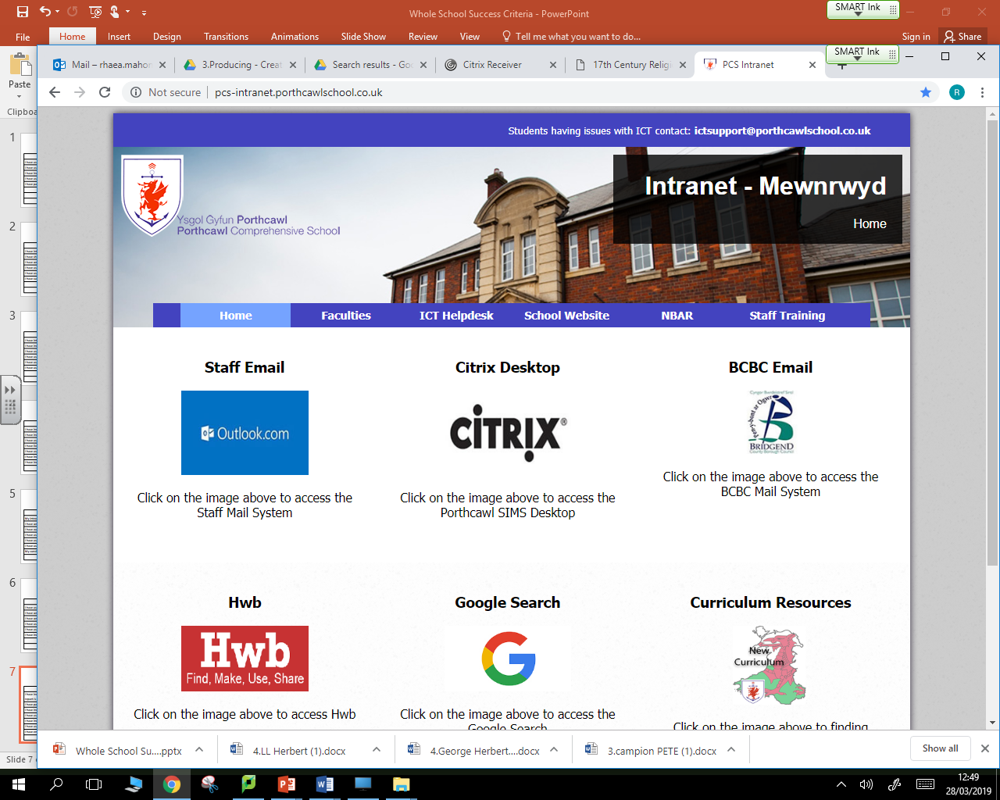 Whole School Success Criteria - PowerPoint
SMART Ink
File
Home
Insert
Design
Transitions
Animations
Slide Show
Review
View
Tell me what you want to do...
Sign in
Share
Paste
Clipboa
Mail – rhaea.mahon
3.Producing - Creat
Search results - Goo
Citrix Receiver
17th Century Religi
PCS Intranet
SMART Ink
Not secure
pcs-intranet.porthcawlschool.co.uk
R
Students having issues with ICT contact: ictsupport@porthcawlschool.co.uk
Ysgol Gyfun Porthcawl
Porthcawl Comprehensive School
Intranet - Mewnrwyd
Home
Home
Faculties
ICT Helpdesk
School Website
NBAR
Staff Training
Staff Email
Citrix Desktop
BCBC Email
Outlook.com
CITRIX®
Pen-y-bont ar Ogwr
BRIDGEND
County Borough Council
Click on the image above to access the
Staff Mail System
Click on the image above to access the
Porthcawl SIMS Desktop
Click on the image above to access the
BCBC Mail System
Hwb
Google Search
Curriculum Resources
Hwb
Find, Make, Use, Share
G
New
Curriculum
Click on the image above to access Hwb
Click on the image above to access the
Google Search
Click on the image above to finding
1
2
3
4
5
6
7
Slide 7 o
Whole School Su....pptx
4.LL Herbert (1).docx
4.George Herbert....docx
3.campion PETE (1).docx
Show all
12:49
28/03/2019